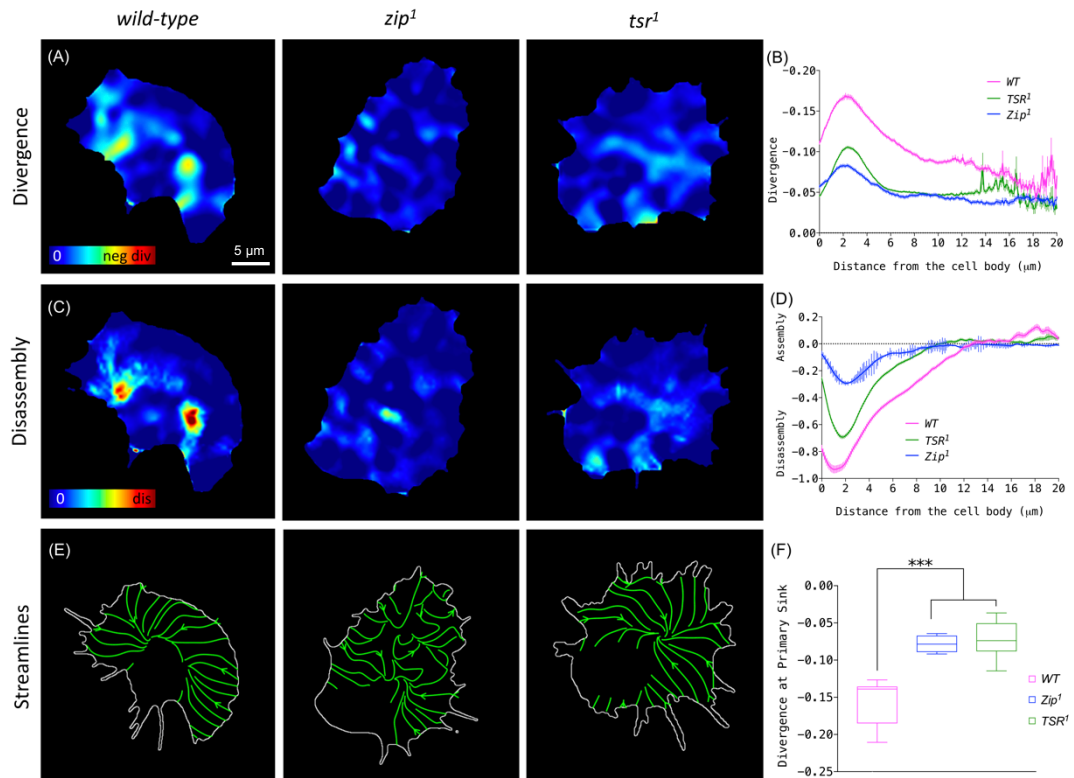 wild-type zip¹ tsr¹
Divergence
(A)
0 neg div
5 μm
(B)
Divergence
−0.20
−0.15
−0.10
−0.05
0.00
WT
TSR¹
Zip¹
0 2 4 6 8 10 12 14 16 18 20
Distance from the cell body (μm)
Disassembly
(C)
0 dis.
(D)
Assembly
Disassembly
0.2
0.0
-0.2
-0.4
-0.6
-0.8
-1.0
WT
TSR¹
Zip¹
0 2 4 6 8 10 12 14 16 18 20
Distance from the cell body (μm)
Streamlines
(E)
(F)
Divergence at Primary Sink
0.00
-0.05
-0.10
-0.15
-0.20
-0.25
***
WT
Zip¹
TSR¹